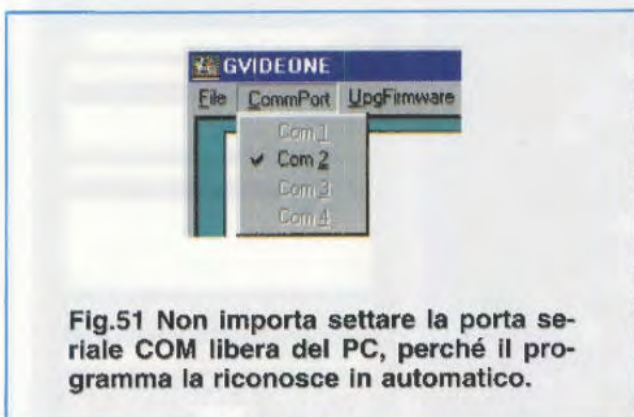 GVIDEONE
File CommPort UpgFirmware
Com 1
✔ Com 2
Com 3
Com 4
Fig.51 Non importa settare la porta se-
riale COM libera del PC, perché il pro-
gramma la riconosce in automatico.